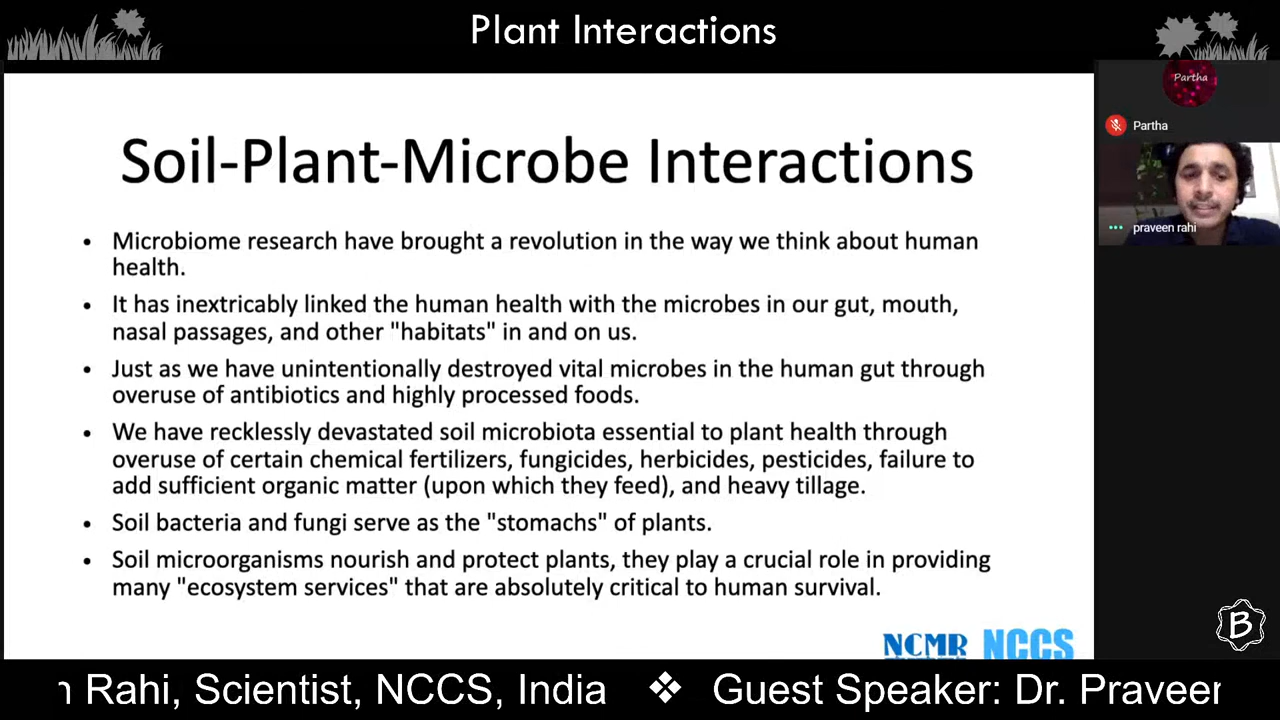 Plant Interactions
Soil-Plant-Microbe Interactions
• Microbiome research have brought a revolution in the way we think about human
health.
• It has inextricably linked the human health with the microbes in our gut, mouth,
nasal passages, and other "habitats" in and on us.
• Just as we have unintentionally destroyed vital microbes in the human gut through
overuse of antibiotics and highly processed foods.
• We have recklessly devastated soil microbiota essential to plant health through
overuse of certain chemical fertilizers, fungicides, herbicides, pesticides, failure to
add sufficient organic matter (upon which they feed), and heavy tillage.
• Soil bacteria and fungi serve as the "stomachs" of plants.
• Soil microorganisms nourish and protect plants, they play a crucial role in providing
many "ecosystem services" that are absolutely critical to human survival.
NCMR NCCS
Partha
Partha
praveen rahi
B
n Rahi, Scientist, NCCS, India ❖ Guest Speaker: Dr. Praveer